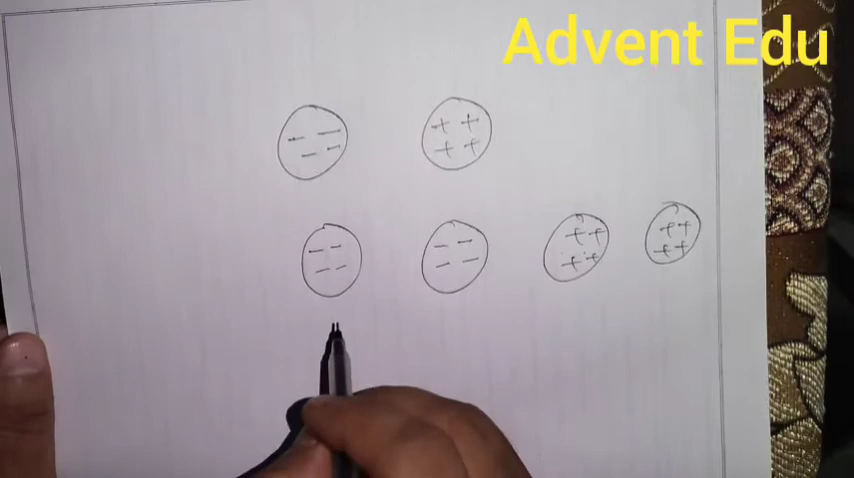 Advent Edu
− − + +
− − + +
− − − − + + + +
− − − − + + + +